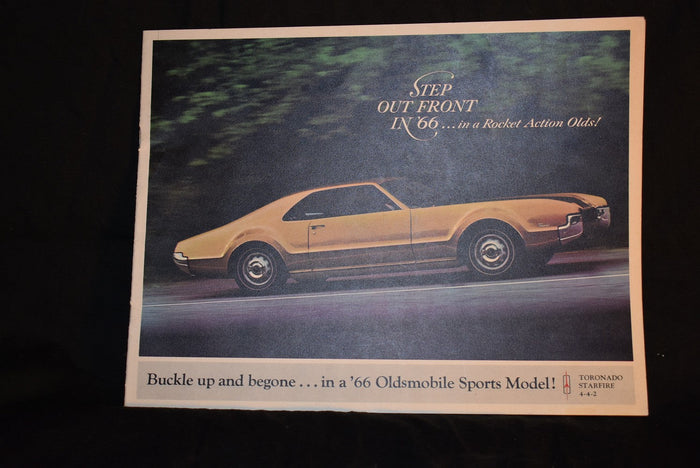 STEP
OUT FRONT
IN '66, ...in a Rocket Action Olds!
Buckle up and begone...in a '66 Oldsmobile Sports Model!
TORONADO
STARFIRE
4-4-2